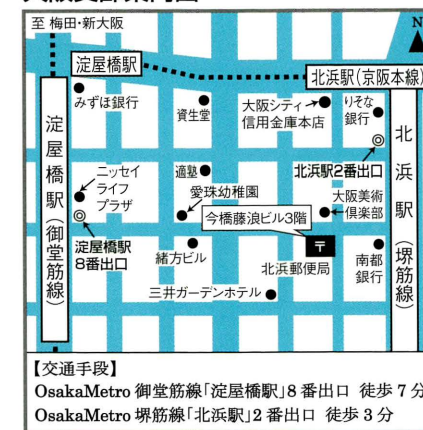 至 梅田・新大阪
N
淀屋橋駅
北浜駅(京阪本線)
みずほ銀行
資生堂
大阪シティ
信用金庫本店
りそな
銀行
淀屋橋駅(御堂筋線)
北浜駅(堺筋線)
ニッセイ
ライフ
プラザ
適塾
愛珠幼稚園
北浜駅2番出口
大阪美術
倶楽部
今橋藤浪ビル3階
〒
淀屋橋駅
8番出口
緒方ビル
北浜郵便局
南都
銀行
三井ガーデンホテル
【交通手段】
OsakaMetro 御堂筋線「淀屋橋駅」8番出口 徒歩7分
OsakaMetro 堺筋線「北浜駅」2番出口 徒歩3分